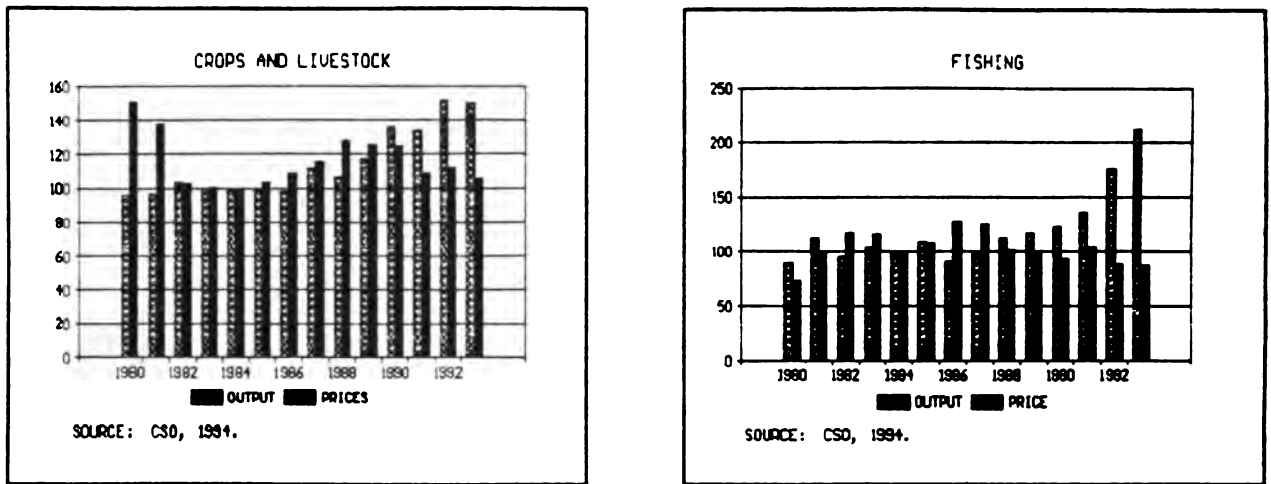 CROPS AND LIVESTOCK
160
140
120
100
80
60
40
20
0
1980 1982 1984 1986 1988 1990 1992
OUTPUT PRICES
SOURCE: CSO, 1994.
FISHING
250
200
150
100
50
0
1980 1982 1984 1986 1988 1980 1982
OUTPUT PRICE
SOURCE: CSO, 1994.